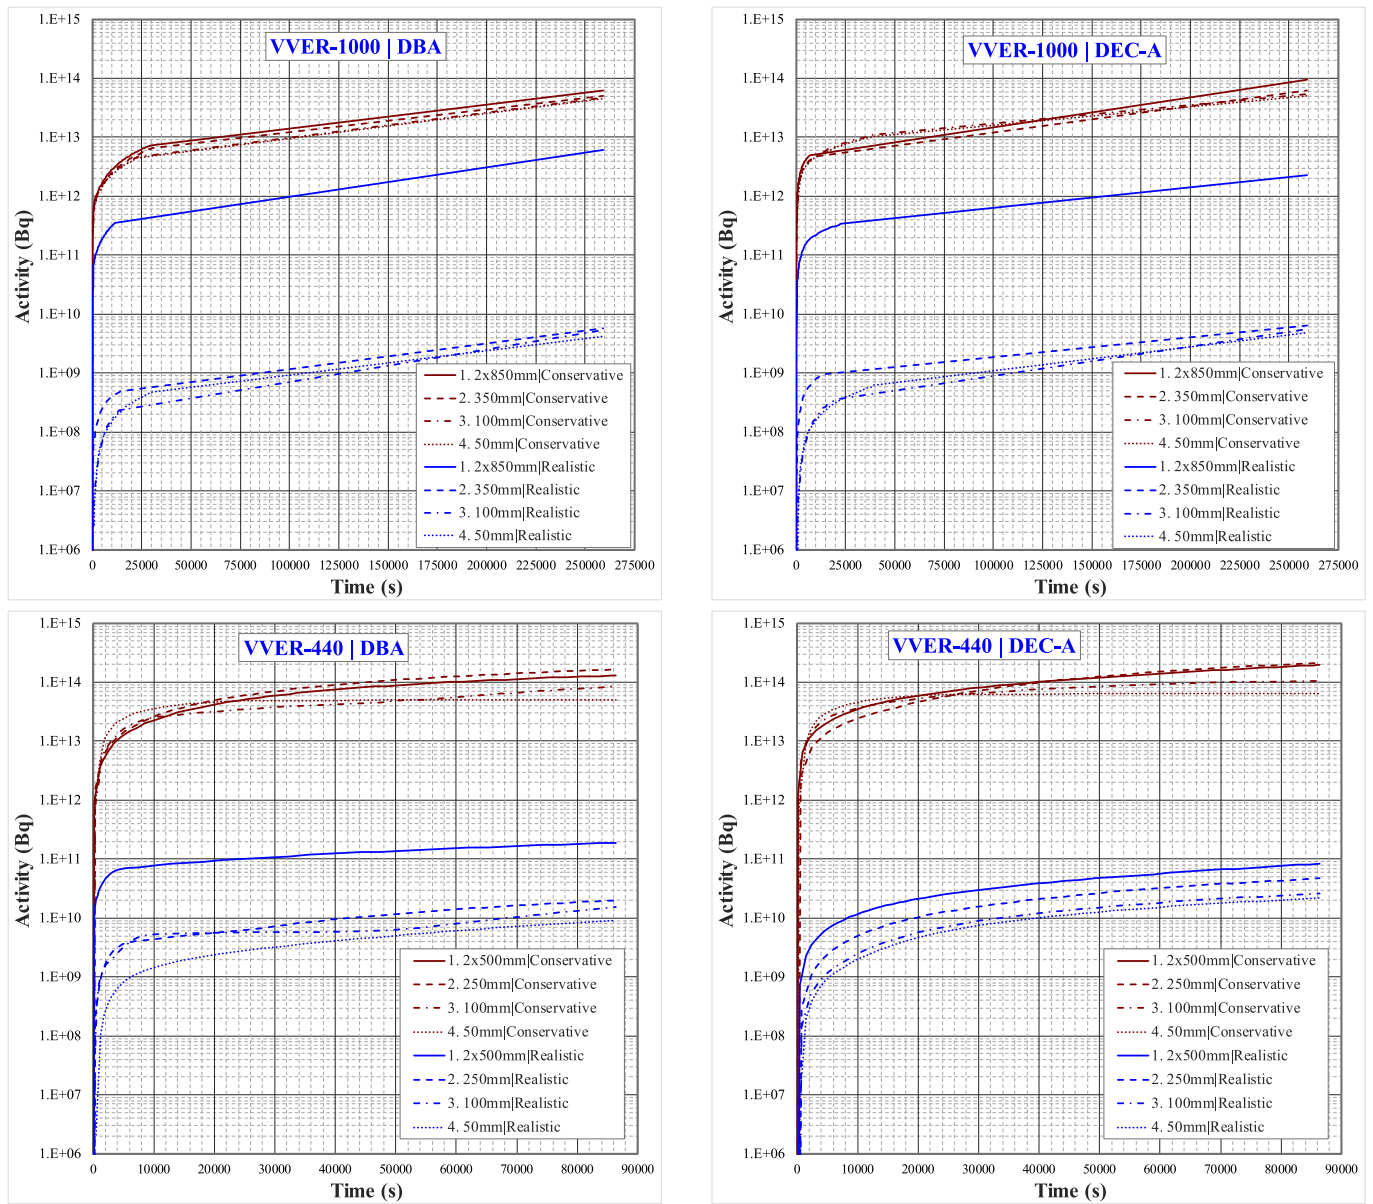 VVER-1000 | DBA
Activity (Bq)
1.E+15
1.E+14
1.E+13
1.E+12
1.E+11
1.E+10
1.E+09
1.E+08
1.E+07
1.E+06
1. 2x850mm|Conservative
2. 350mm|Conservative
3. 100mm|Conservative
4. 50mm|Conservative
1. 2x850mm|Realistic
2. 350mm|Realistic
3. 100mm|Realistic
4. 50mm|Realistic
0 25000 50000 75000 100000 125000 150000 175000 200000 225000 250000 275000
Time (s)
VVER-1000 | DEC-A
Activity (Bq)
1.E+15
1.E+14
1.E+13
1.E+12
1.E+11
1.E+10
1.E+09
1.E+08
1.E+07
1.E+06
1. 2x850mm|Conservative
2. 350mm|Conservative
3. 100mm|Conservative
4. 50mm|Conservative
1. 2x850mm|Realistic
2. 350mm|Realistic
3. 100mm|Realistic
4. 50mm|Realistic
0 25000 50000 75000 100000 125000 150000 175000 200000 225000 250000 275000
Time (s)
VVER-440 | DBA
Activity (Bq)
1.E+15
1.E+14
1.E+13
1.E+12
1.E+11
1.E+10
1.E+09
1.E+08
1.E+07
1.E+06
1. 2x500mm|Conservative
2. 250mm|Conservative
3. 100mm|Conservative
4. 50mm|Conservative
1. 2x500mm|Realistic
2. 250mm|Realistic
3. 100mm|Realistic
4. 50mm|Realistic
0 10000 20000 30000 40000 50000 60000 70000 80000 90000
Time (s)
VVER-440 | DEC-A
Activity (Bq)
1.E+15
1.E+14
1.E+13
1.E+12
1.E+11
1.E+10
1.E+09
1.E+08
1.E+07
1.E+06
1. 2x500mm|Conservative
2. 250mm|Conservative
3. 100mm|Conservative
4. 50mm|Conservative
1. 2x500mm|Realistic
2. 250mm|Realistic
3. 100mm|Realistic
4. 50mm|Realistic
0 10000 20000 30000 40000 50000 60000 70000 80000 90000
Time (s)